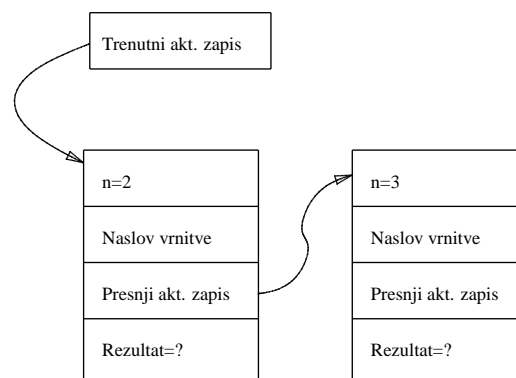 Trenutni akt. zapis
n=2
Naslov vrnitve
Presnji akt. zapis
Rezultat=?
n=3
Naslov vrnitve
Presnji akt. zapis
Rezultat=?